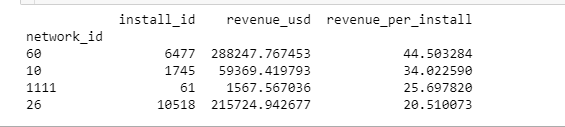 install_id revenue_usd revenue_per_install
network_id
60 6477 288247.767453 44.503284
10 1745 59369.419793 34.022590
1111 61 1567.567036 25.697820
26 10518 215724.942677 20.510073